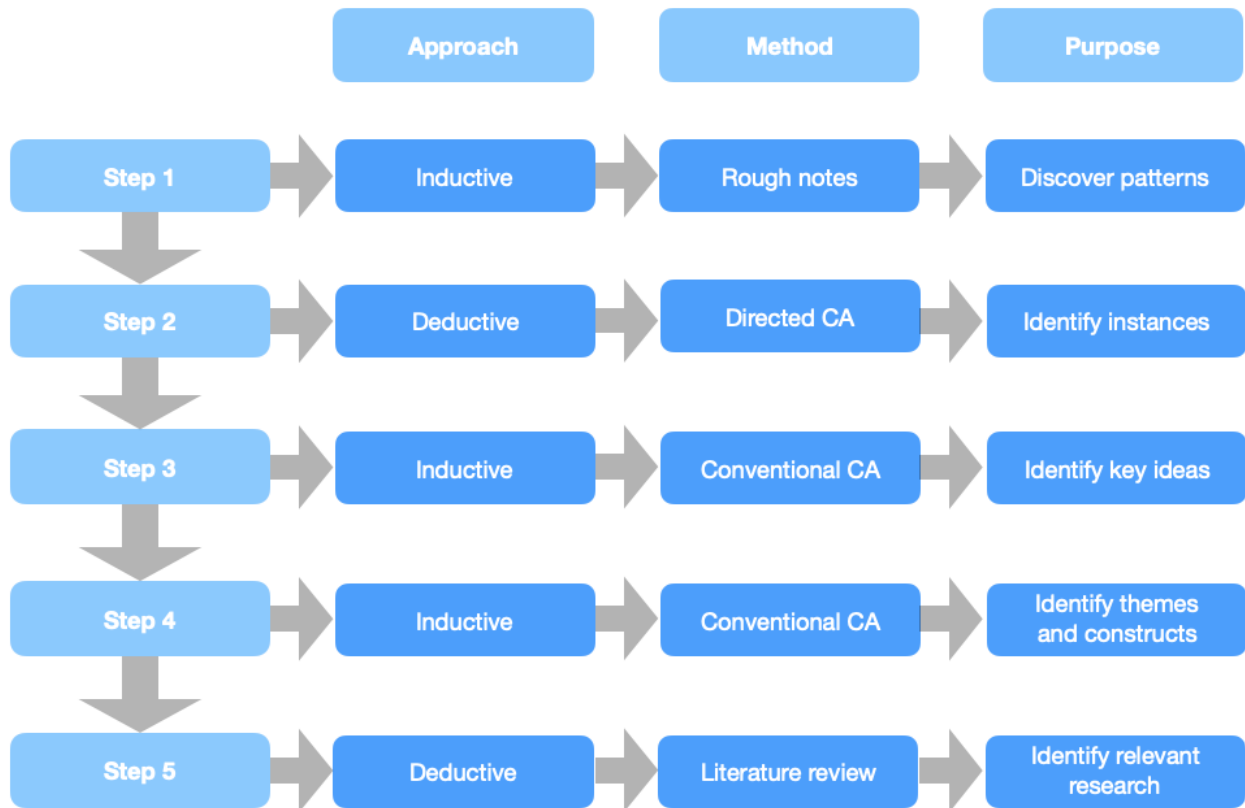 Approach
Method
Purpose
Step 1
Inductive
Rough notes
Discover patterns
Step 2
Deductive
Directed CA
Identify instances
Step 3
Inductive
Conventional CA
Identify key ideas
Step 4
Inductive
Conventional CA
Identify themes
and constructs
Step 5
Deductive
Literature review
Identify relevant
research